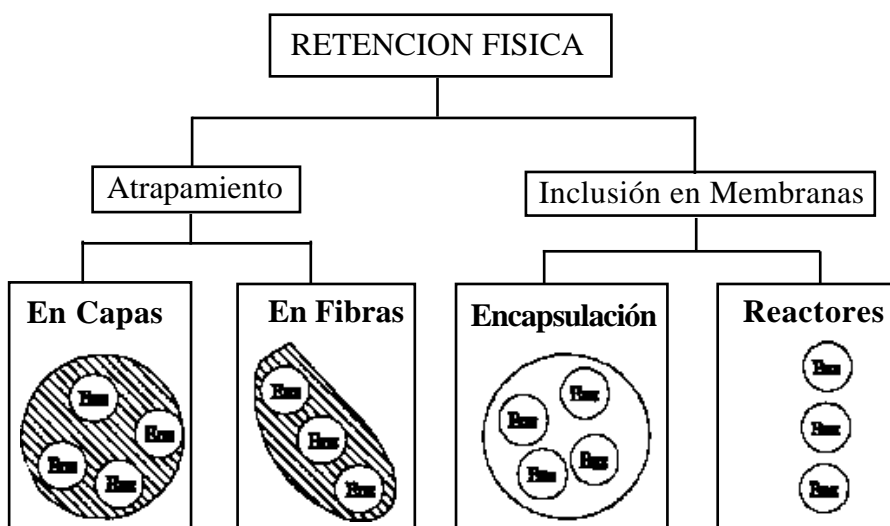 RETENCION FISICA
Atrapamiento
Inclusión en Membranas
En Capas
En Fibras
Encapsulación
Reactores